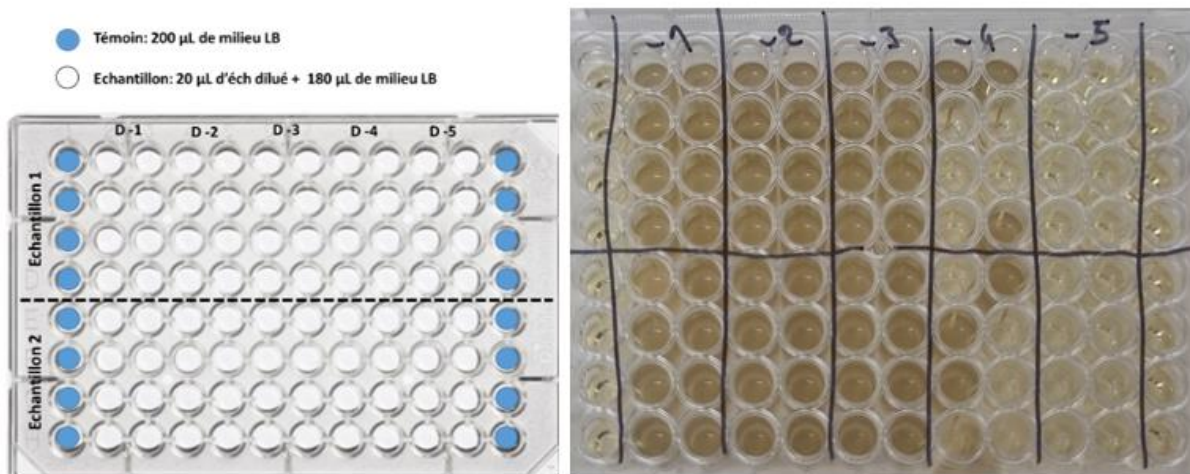 Témoin: 200 µL de milieu LB
Echantillon: 20 µL d'éch dilué + 180 µL de milieu LB
D -1 D -2 D -3 D -4 D -5
Echantillon 1
Echantillon 2
-1 -2 -3 -4 -5